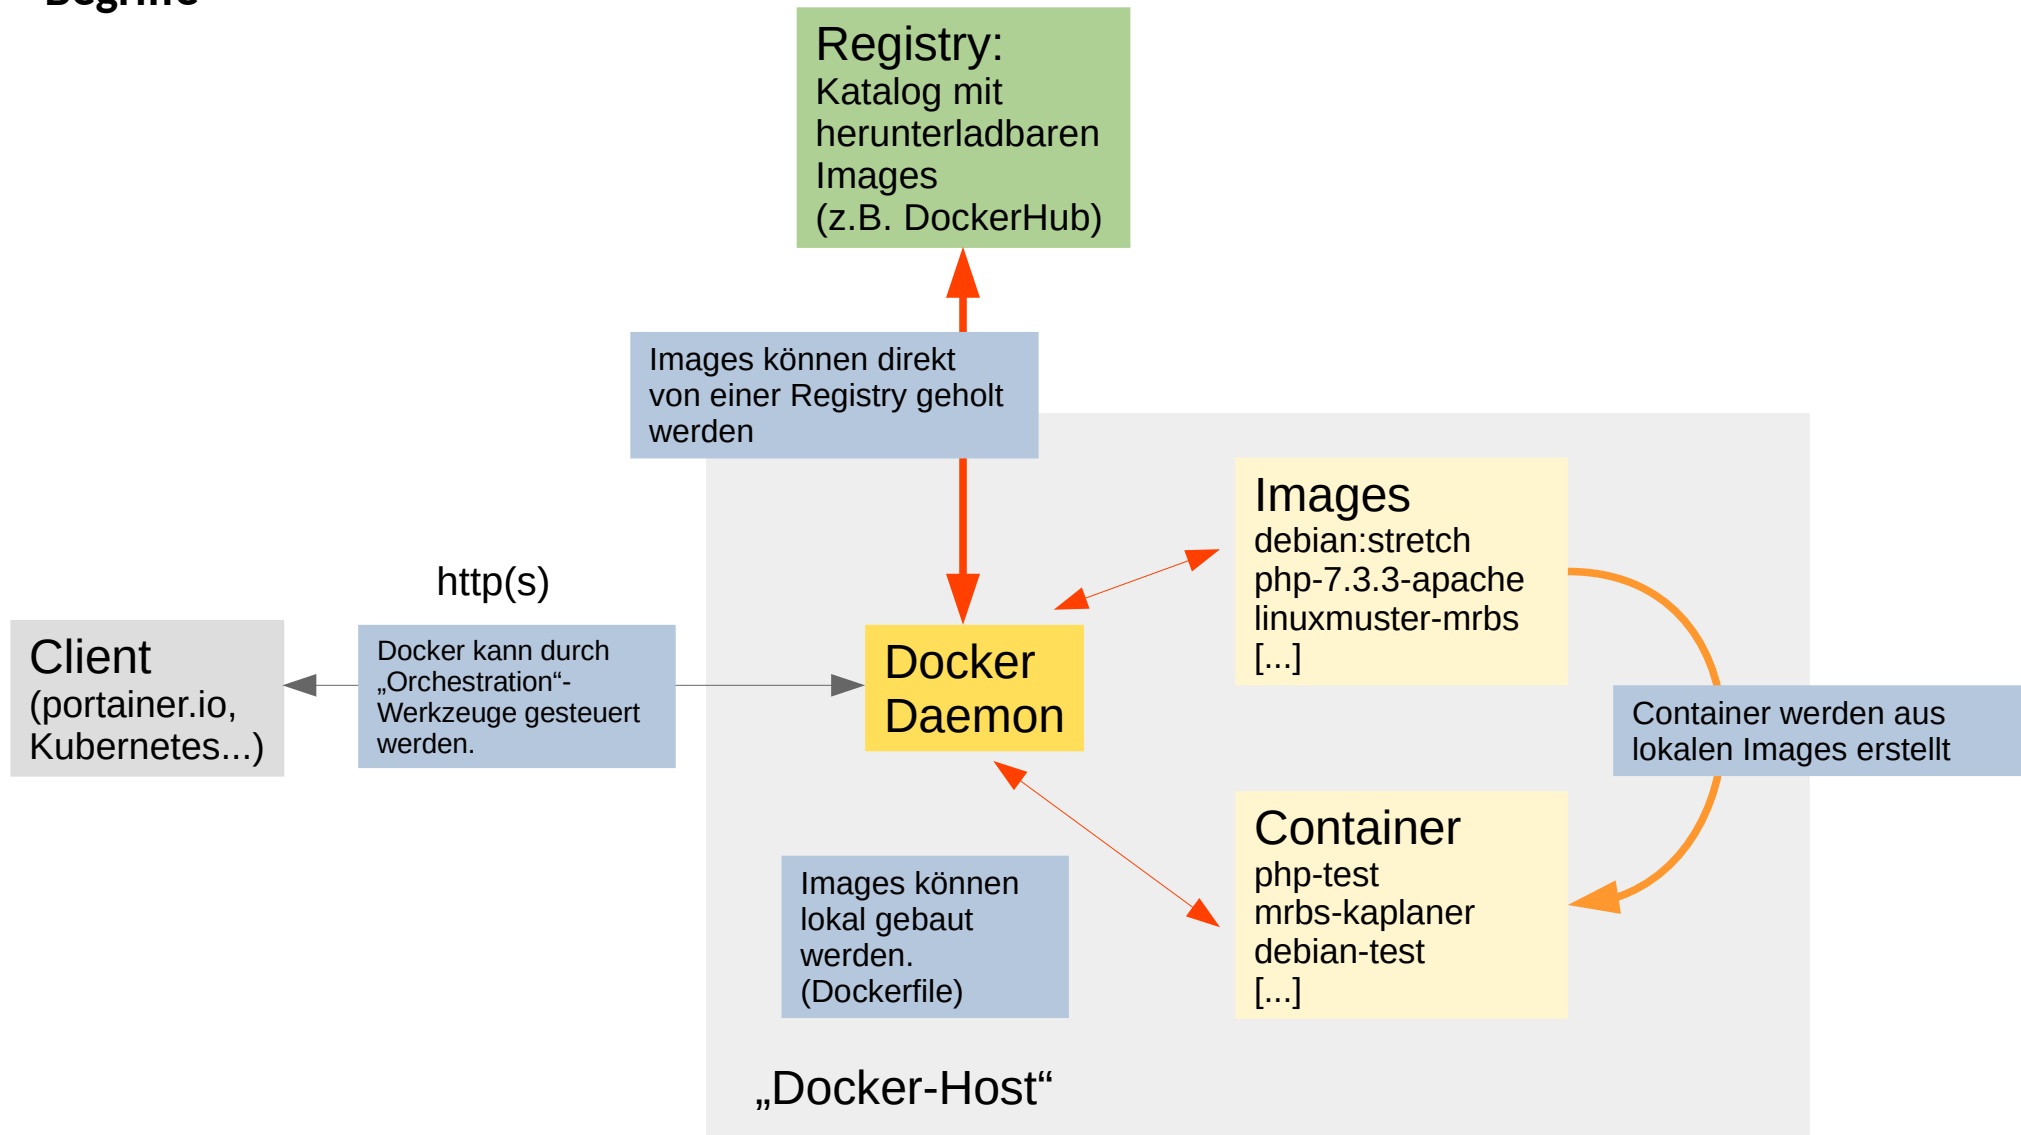 Begriffe
Registry:
Katalog mit
herunterladbaren
Images
(z.B. DockerHub)
Images können direkt
von einer Registry geholt
werden
Images
debian:stretch
php-7.3.3-apache
linuxmuster-mrbs
[...]
http(s)
Client
(portainer.io,
Kubernetes...)
Docker kann durch
„Orchestration“-
Werkzeuge gesteuert
werden.
Docker
Daemon
Container werden aus
lokalen Images erstellt
Container
php-test
mrbs-kaplaner
debian-test
[...]
Images können
lokal gebaut
werden.
(Dockerfile)
„Docker-Host“